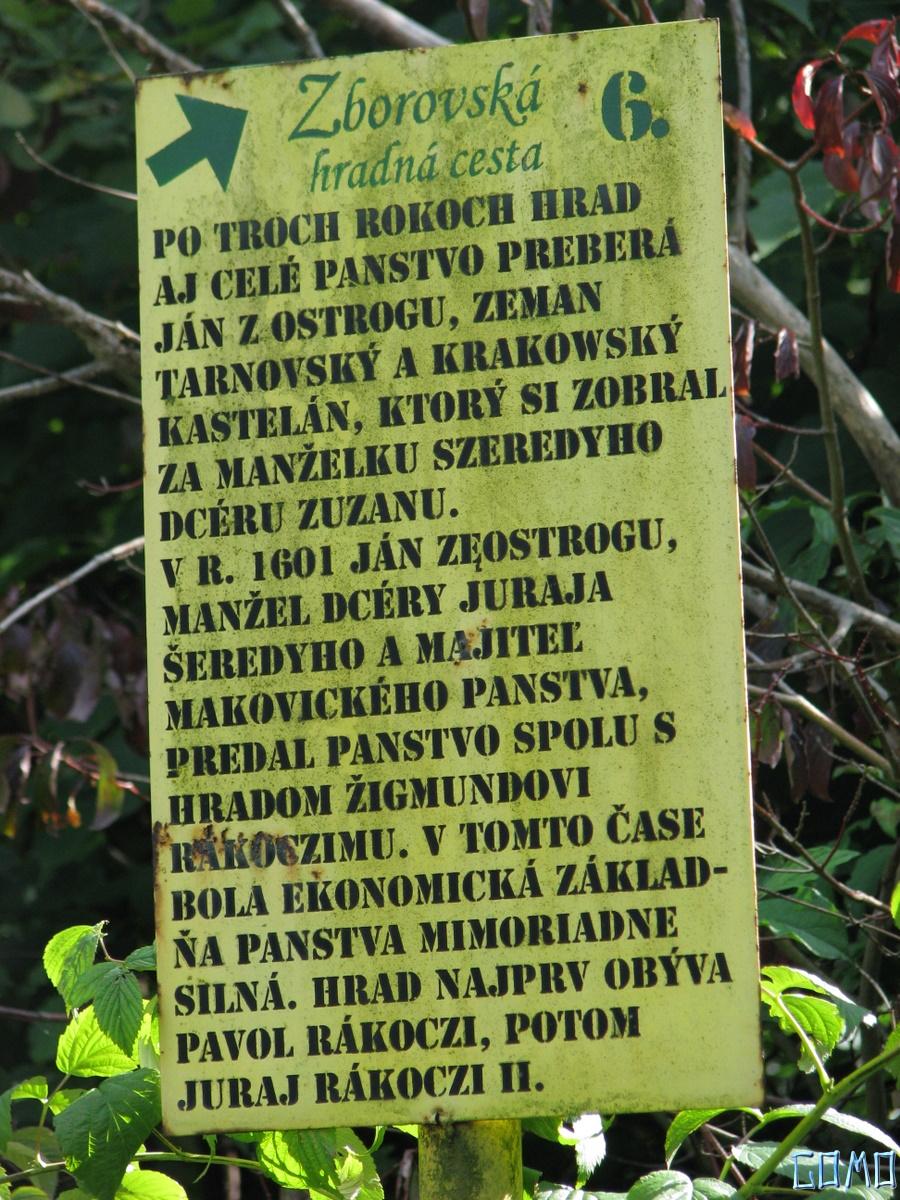 Zborovská 6.
hradná cesta
PO TROCH ROKOCH HRAD
AJ CELÉ PANSTVO PREBERÁ
JÁN Z OSTROGU, ZEMAN
TARNOVSKÝ A KRAKOWSKÝ
KASTELÁN, KTORÝ SI ZOBRAL
ZA MANŽELKU SZEREDYHO
DCÉRU ZUZANU.
V R. 1601 JÁN ZĘOSTROGU,
MANŽEL DCÉRY JURAJA
ŠEREDYHO A MAJITEĽ
MAKOVICKÉHO PANSTVA,
PREDAL PANSTVO SPOLU S
HRADOM ŽIGMUNDOVI
RÁKOCZIMU. V TOMTO ČASE
BOLA EKONOMICKÁ ZÁKLAD-
ŇA PANSTVA MIMORIADNE
SILNÁ. HRAD NAJPRV OBÝVA
PAVOL RÁKOCZI, POTOM
JURAJ RÁKOCZI II.
GOMO